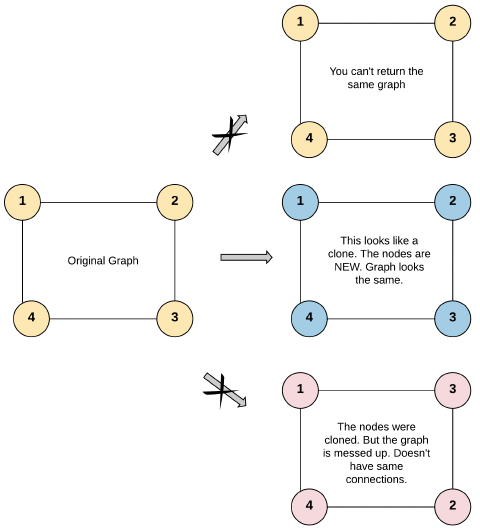 1
2
You can't return the
same graph
4
3
1
2
Original Graph
4
3
1
2
This looks like a
clone. The nodes are
NEW. Graph looks
the same.
4
3
1
3
The nodes were
cloned. But the graph
is messed up. Doesn't
have same
connections.
4
2